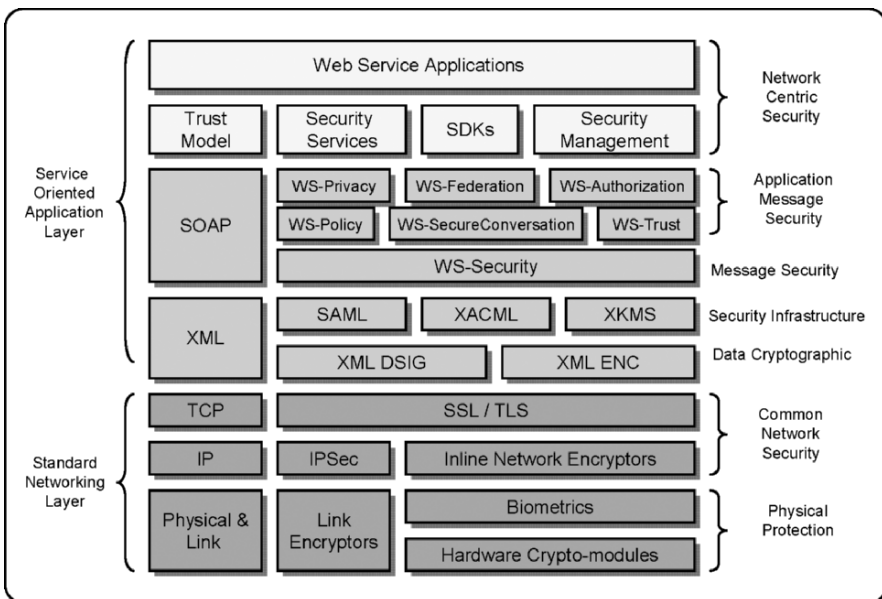 Web Service Applications
Network
Centric
Security
Trust
Model
Security
Services
SDKs
Security
Management
Service
Oriented
Application
Layer
SOAP
WS-Privacy
WS-Federation
WS-Authorization
WS-Policy
WS-SecureConversation
WS-Trust
Application
Message
Security
WS-Security
Message Security
XML
SAML
XACML
XKMS
Security Infrastructure
XML DSIG
XML ENC
Data Cryptographic
TCP
SSL / TLS
Common
Network
Security
IP
IPSec
Inline Network Encryptors
Standard
Networking
Layer
Physical &
Link
Link
Encryptors
Biometrics
Hardware Crypto-modules
Physical
Protection